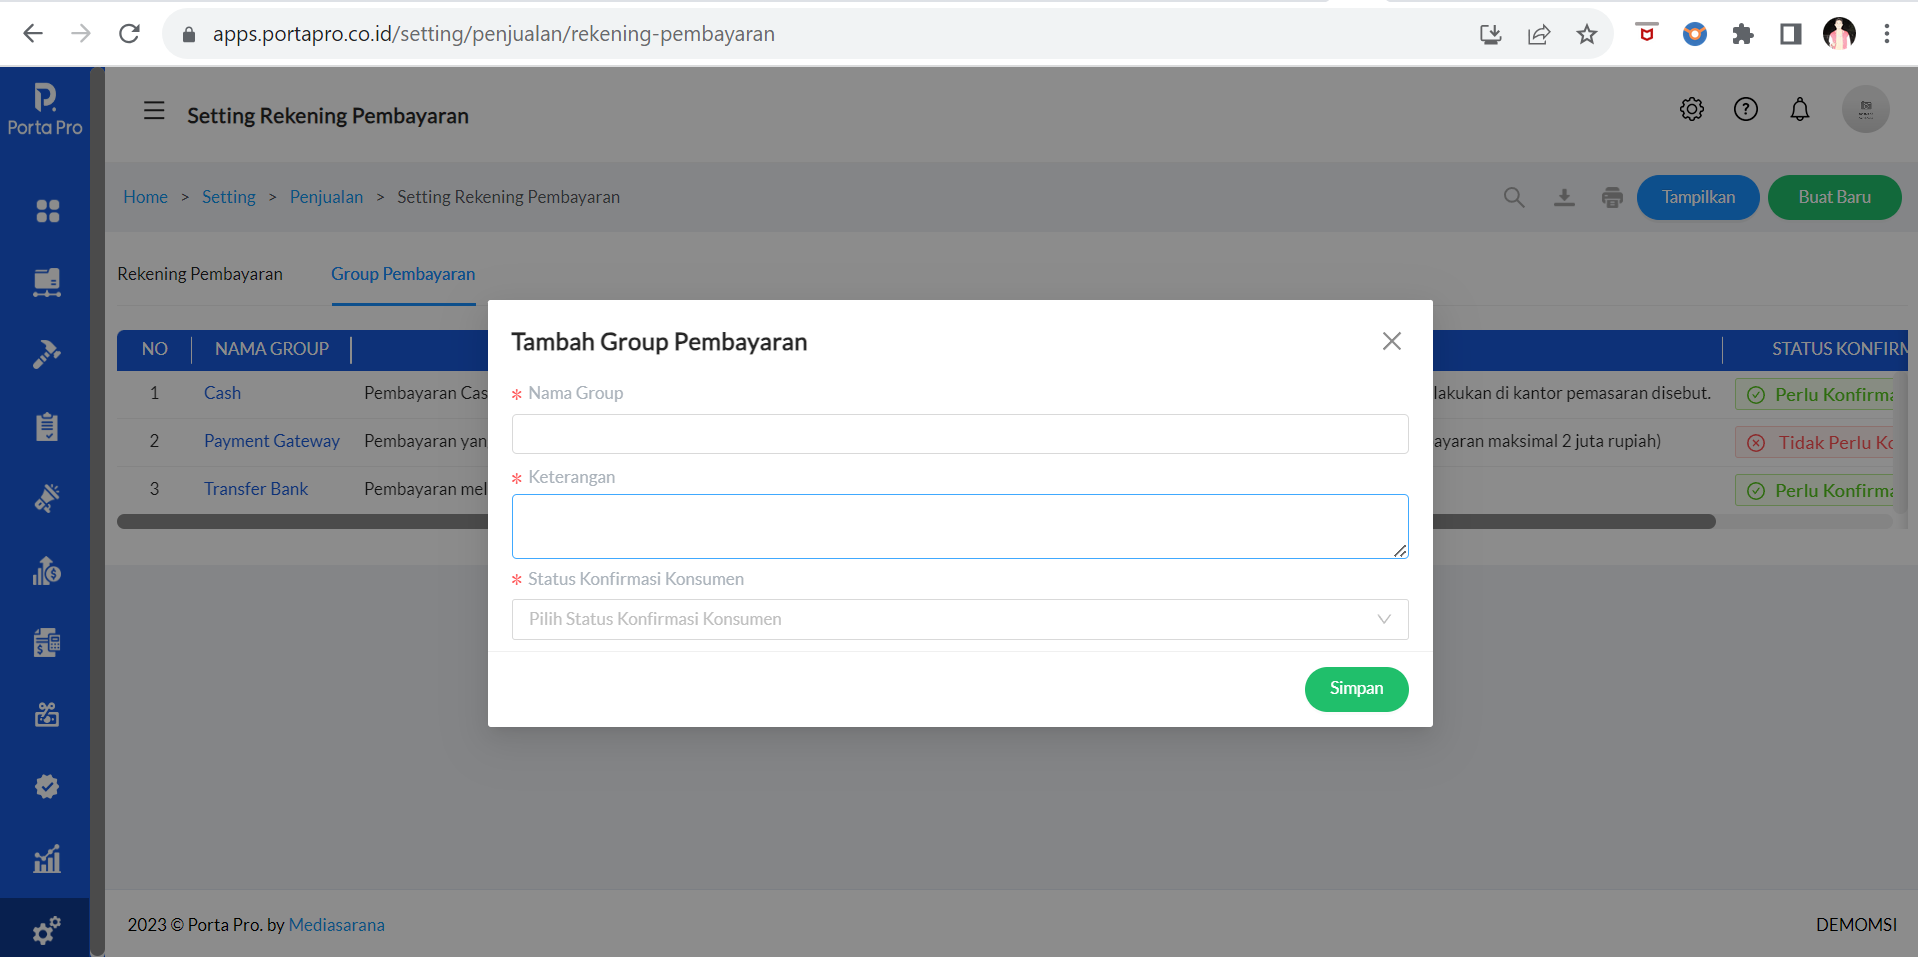 apps.portapro.co.id/setting/penjualan/rekening-pembayaran
Porta Pro
Setting Rekening Pembayaran
Home > Setting > Penjualan > Setting Rekening Pembayaran
Tampilkan
Buat Baru
Rekening Pembayaran
Group Pembayaran
NO NAMA GROUP STATUS KONFIRM
1 Cash Pembayaran Cas lakukan di kantor pemasaran disebut. Perlu Konfirma
2 Payment Gateway Pembayaran yan ayaran maksimal 2 juta rupiah) Tidak Perlu Ko
3 Transfer Bank Pembayaran mel Perlu Konfirma
Tambah Group Pembayaran
* Nama Group
* Keterangan
* Status Konfirmasi Konsumen
Pilih Status Konfirmasi Konsumen
Simpan
2023 © Porta Pro. by Mediasarana
DEMOMSI